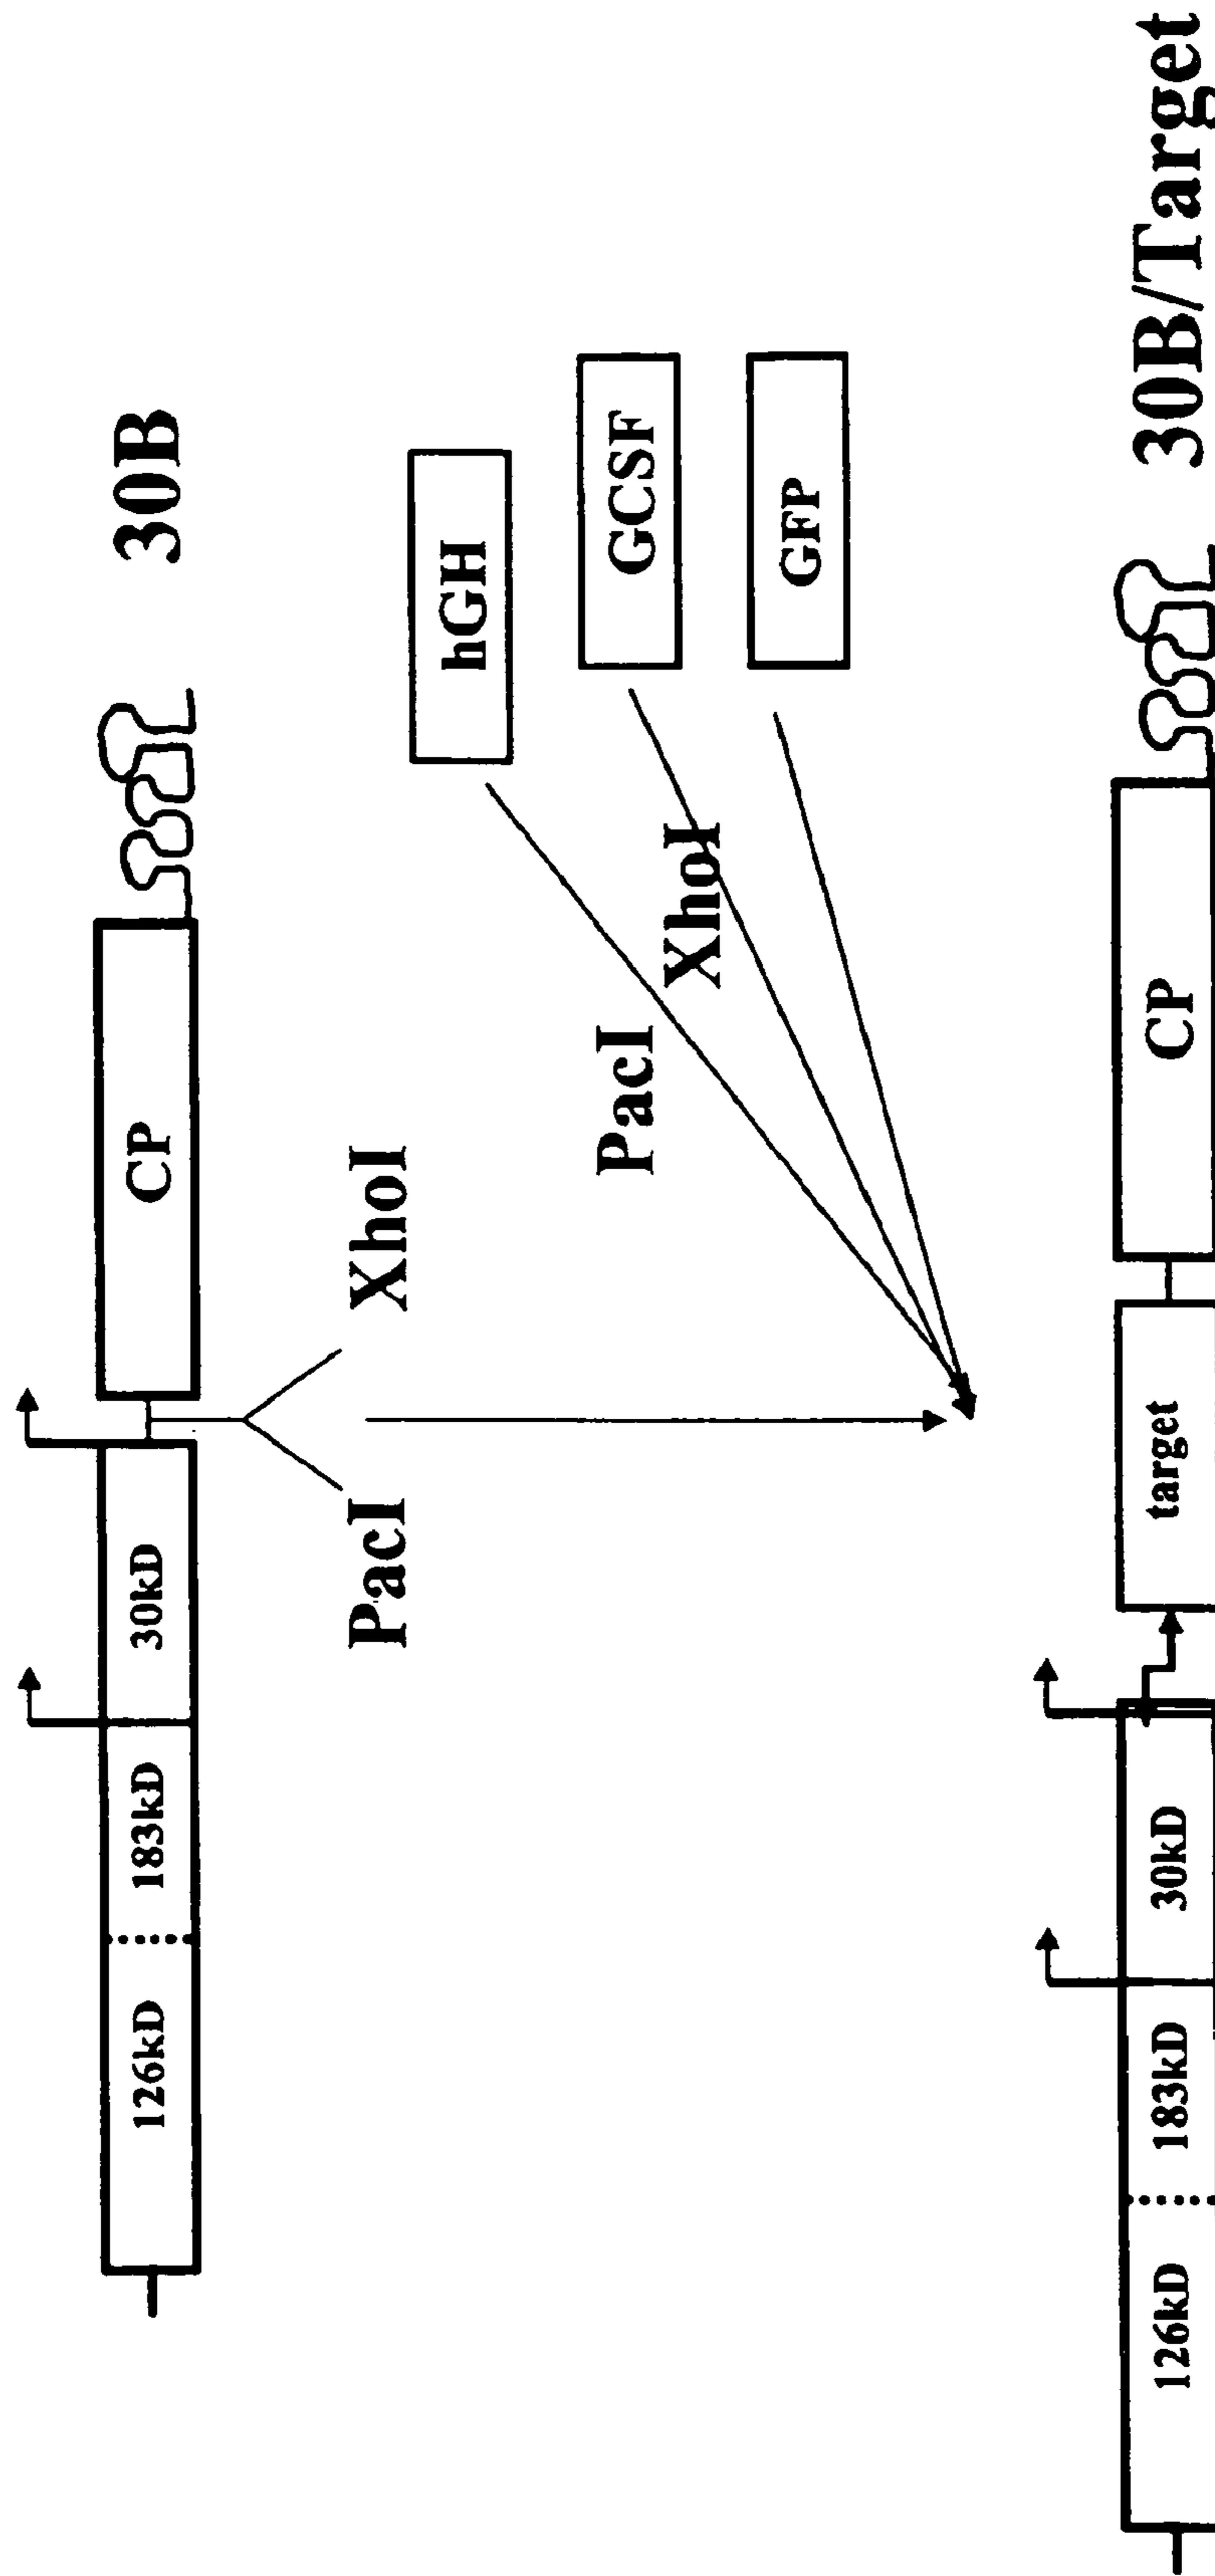 126kD 183kD 30kD CP 30B
PacI XhoI
hGH
PacI XhoI
GCSF
GFP
126kD 183kD 30kD target CP 30B/Target